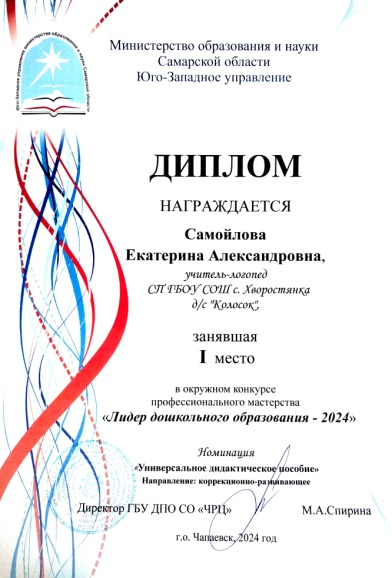 Юго-Западное управление министерства образования и науки Самарской области
Министерство образования и науки
Самарской области
Юго-Западное управление
ДИПЛОМ
НАГРАЖДАЕТСЯ
Самойлова
Екатерина Александровна,
учитель-логопед
СП ГБОУ СОШ с. Хворостянка
д/с "Колосок",
занявшая
I место
в окружном конкурсе
профессионального мастерства
«Лидер дошкольного образования - 2024»
Номинация
«Универсальное дидактическое пособие»
Направление: коррекционно-развивающее
Директор ГБУ ДПО СО «ЧРЦ» М.А.Спирина
г.о. Чапаевск, 2024 год